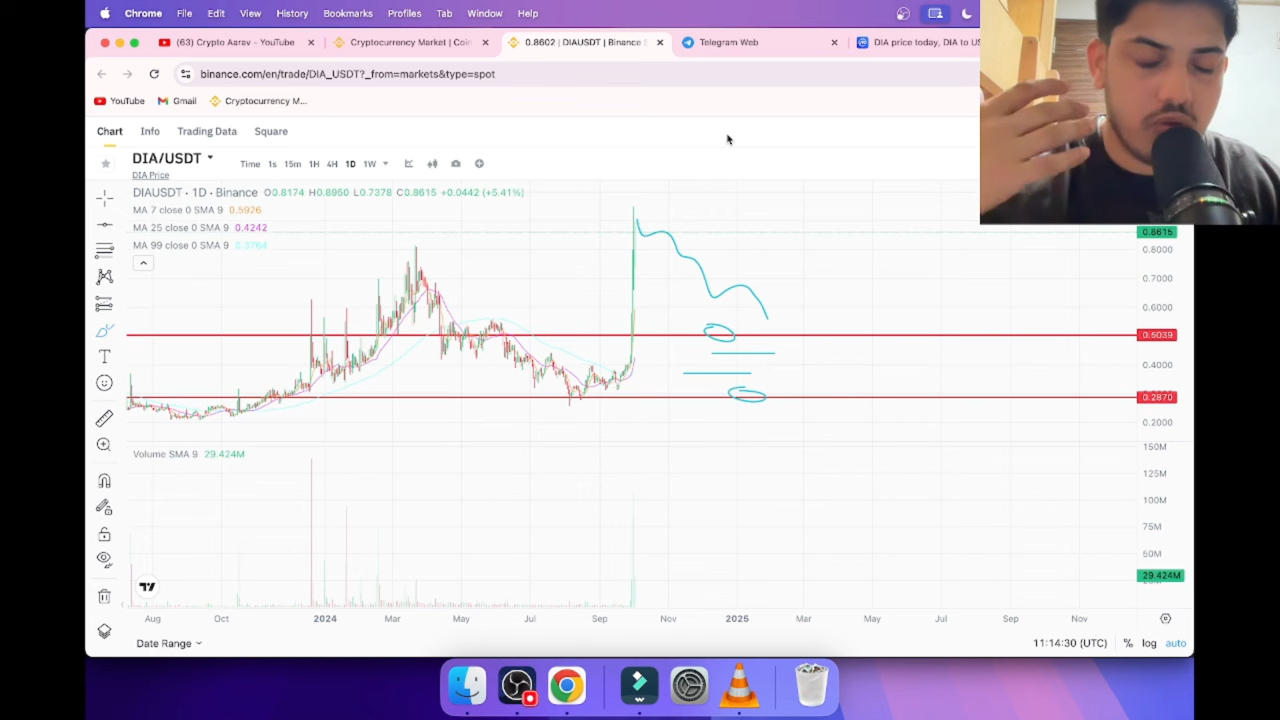 Chrome File Edit View History Bookmarks Profiles Tab Window Help
(63) Crypto Aarav - YouTube
Cryptocurrency Market | Coin
0.8602 | DIAUSDT | Binance S
Telegram Web
DIA price today, DIA to US
binance.com/en/trade/DIA_USDT?_from=markets&type=spot
YouTube Gmail Cryptocurrency M...
Chart Info Trading Data Square
DIA/USDT
DIA Price
Time 1s 15m 1H 4H 1D 1W
DIAUSDT · 1D · Binance O0.8174 H0.8950 L0.7378 C0.8615 +0.0442 (+5.41%)
MA 7 close 0 SMA 9 0.5926
MA 25 close 0 SMA 9 0.4242
MA 99 close 0 SMA 9 0.3764
0.8615
0.8000
0.7000
0.6000
0.5039
0.4000
0.2870
0.2000
Volume SMA 9 29.424M
150M
125M
100M
75M
50M
29.424M
Aug Oct 2024 Mar May Jul Sep Nov 2025 Mar May Jul Sep Nov
Date Range 11:14:30 (UTC) % log auto